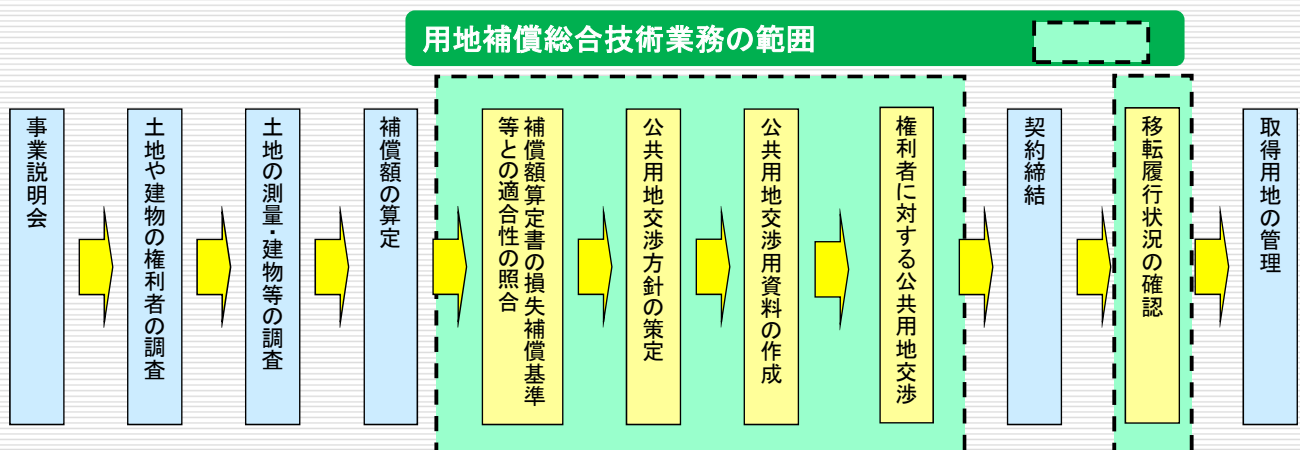 用地補償総合技術業務の範囲
事業説明会
土地や建物の権利者の調査
土地の測量・建物等の調査
補償額の算定
補償額算定書の損失補償基準
等との適合性の照合
公共用地交渉方針の策定
公共用地交渉用資料の作成
権利者に対する公共用地交渉
契約締結
移転履行状況の確認
取得用地の管理